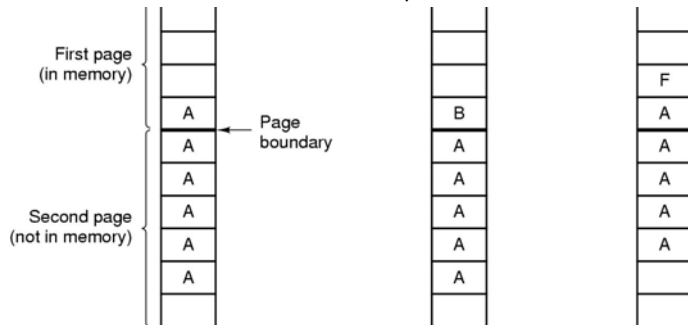 First page
(in memory)
F
A B A
Page
boundary
A A A
A A A
Second page
(not in memory)
A A A
A A A
A A